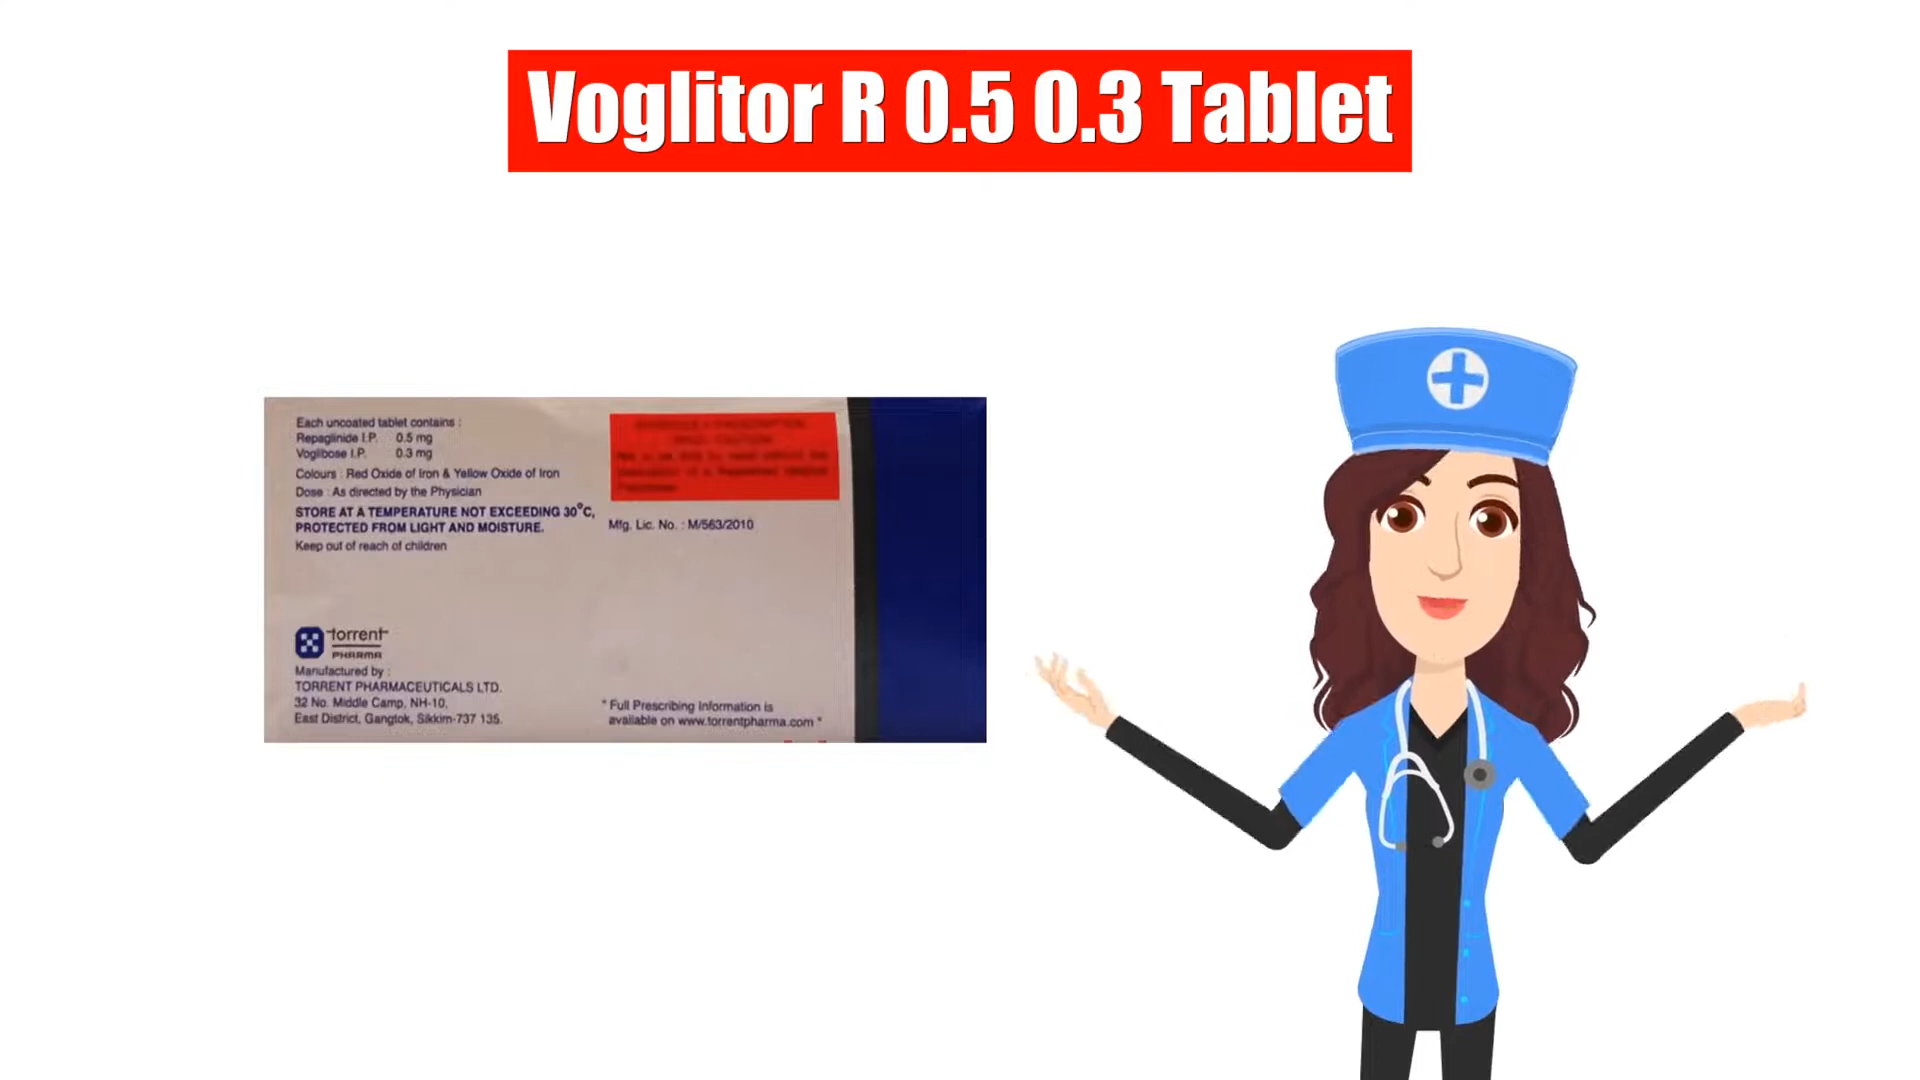 Voglitor R 0.5 0.3 Tablet
Each uncoated tablet contains :
Repaglinide I.P. 0.5 mg
Voglibose I.P. 0.3 mg
Colours : Red Oxide of Iron & Yellow Oxide of Iron
Dose : As directed by the Physician
STORE AT A TEMPERATURE NOT EXCEEDING 30°C,
PROTECTED FROM LIGHT AND MOISTURE.
Keep out of reach of children
Mfg. Lic. No. : M/563/2010
torrent
PHARMA
Manufactured by :
TORRENT PHARMACEUTICALS LTD.
32 No. Middle Camp, NH-10,
East District, Gangtok, Sikkim-737 135.
* Full Prescribing Information is
available on www.torrentpharma.com *